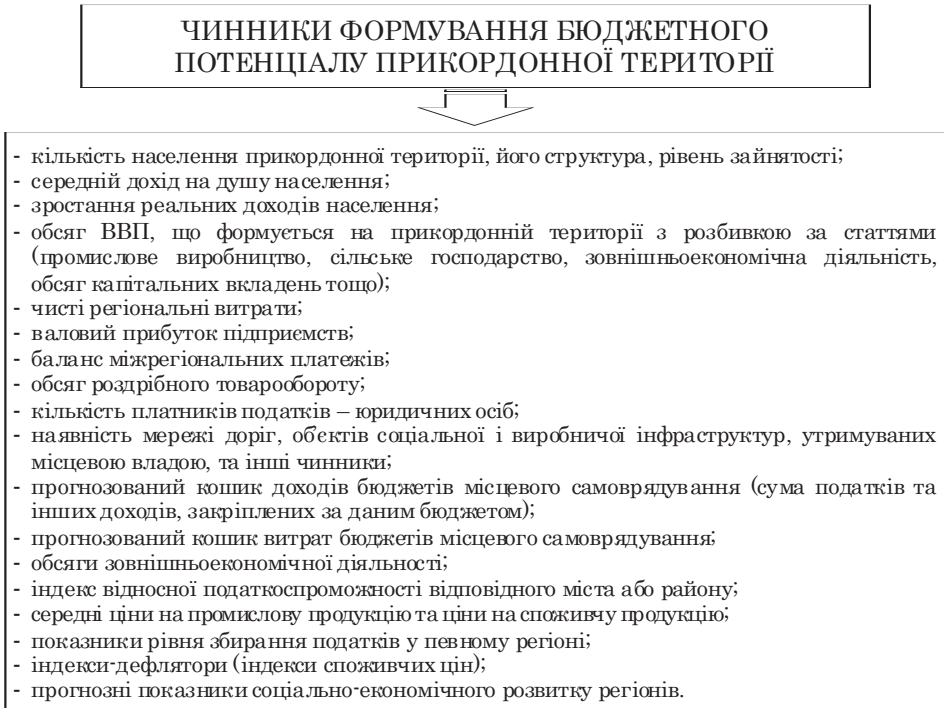 ЧИННИКИ ФОРМУВАННЯ БЮДЖЕТНОГО
ПОТЕНЦІАЛУ ПРИКОРДОННОЇ ТЕРИТОРІЇ
- кількість населення прикордонної території, його структура, рівень зайнятості;
- середній дохід на душу населення;
- зростання реальних доходів населення;
- обсяг ВВП, що формується на прикордонній території з розбивкою за статтями
(промислове виробництво, сільське господарство, зовнішньоекономічна діяльність,
обсяг капітальних вкладень тощо);
- чисті регіональні витрати;
- валовий прибуток підприємств;
- баланс міжрегіональних платежів;
- обсяг роздрібного товарообороту;
- кількість платників податків – юридичних осіб;
- наявність мережі доріг, об'єктів соціальної і виробничої інфраструктур, утримуваних
місцевою владою, та інші чинники;
- прогнозований кошик доходів бюджетів місцевого самоврядування (сума податків та
інших доходів, закріплених за даним бюджетом);
- прогнозований кошик витрат бюджетів місцевого самоврядування;
- обсяги зовнішньоекономічної діяльності;
- індекс відносної податкоспроможності відповідного міста або району;
- середні ціни на промислову продукцію та ціни на споживчу продукцію;
- показники рівня збирання податків у певному регіоні;
- індекси-дефлятори (індекси споживчих цін);
- прогнозні показники соціально-економічного розвитку регіонів.